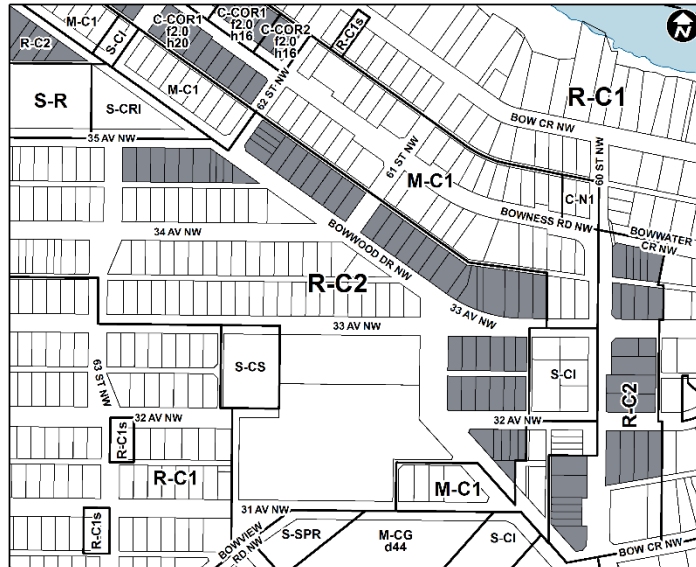 M-C1
S-CI
C-COR1
f2.0
h20
C-COR1
f2.0
h16
C-COR2
f2.0
h16
R-C1s
N
R-C2
M-C1
62 ST NW
S-R
S-CRI
R-C1
BOW CR NW
35 AV NW
61 ST NW
60 ST NW
M-C1
C-N1
BOWNESS RD NW
BOWWATER
CR NW
34 AV NW
BOWWOOD DR NW
R-C2
33 AV NW
33 AV NW
63 ST NW
S-CS
S-CI
R-C2
32 AV NW
32 AV NW
R-C1s
R-C1
M-C1
31 AV NW
R-C1s
BOWVIEW
RD NW
S-SPR
M-CG
d44
S-CI
BOW CR NW